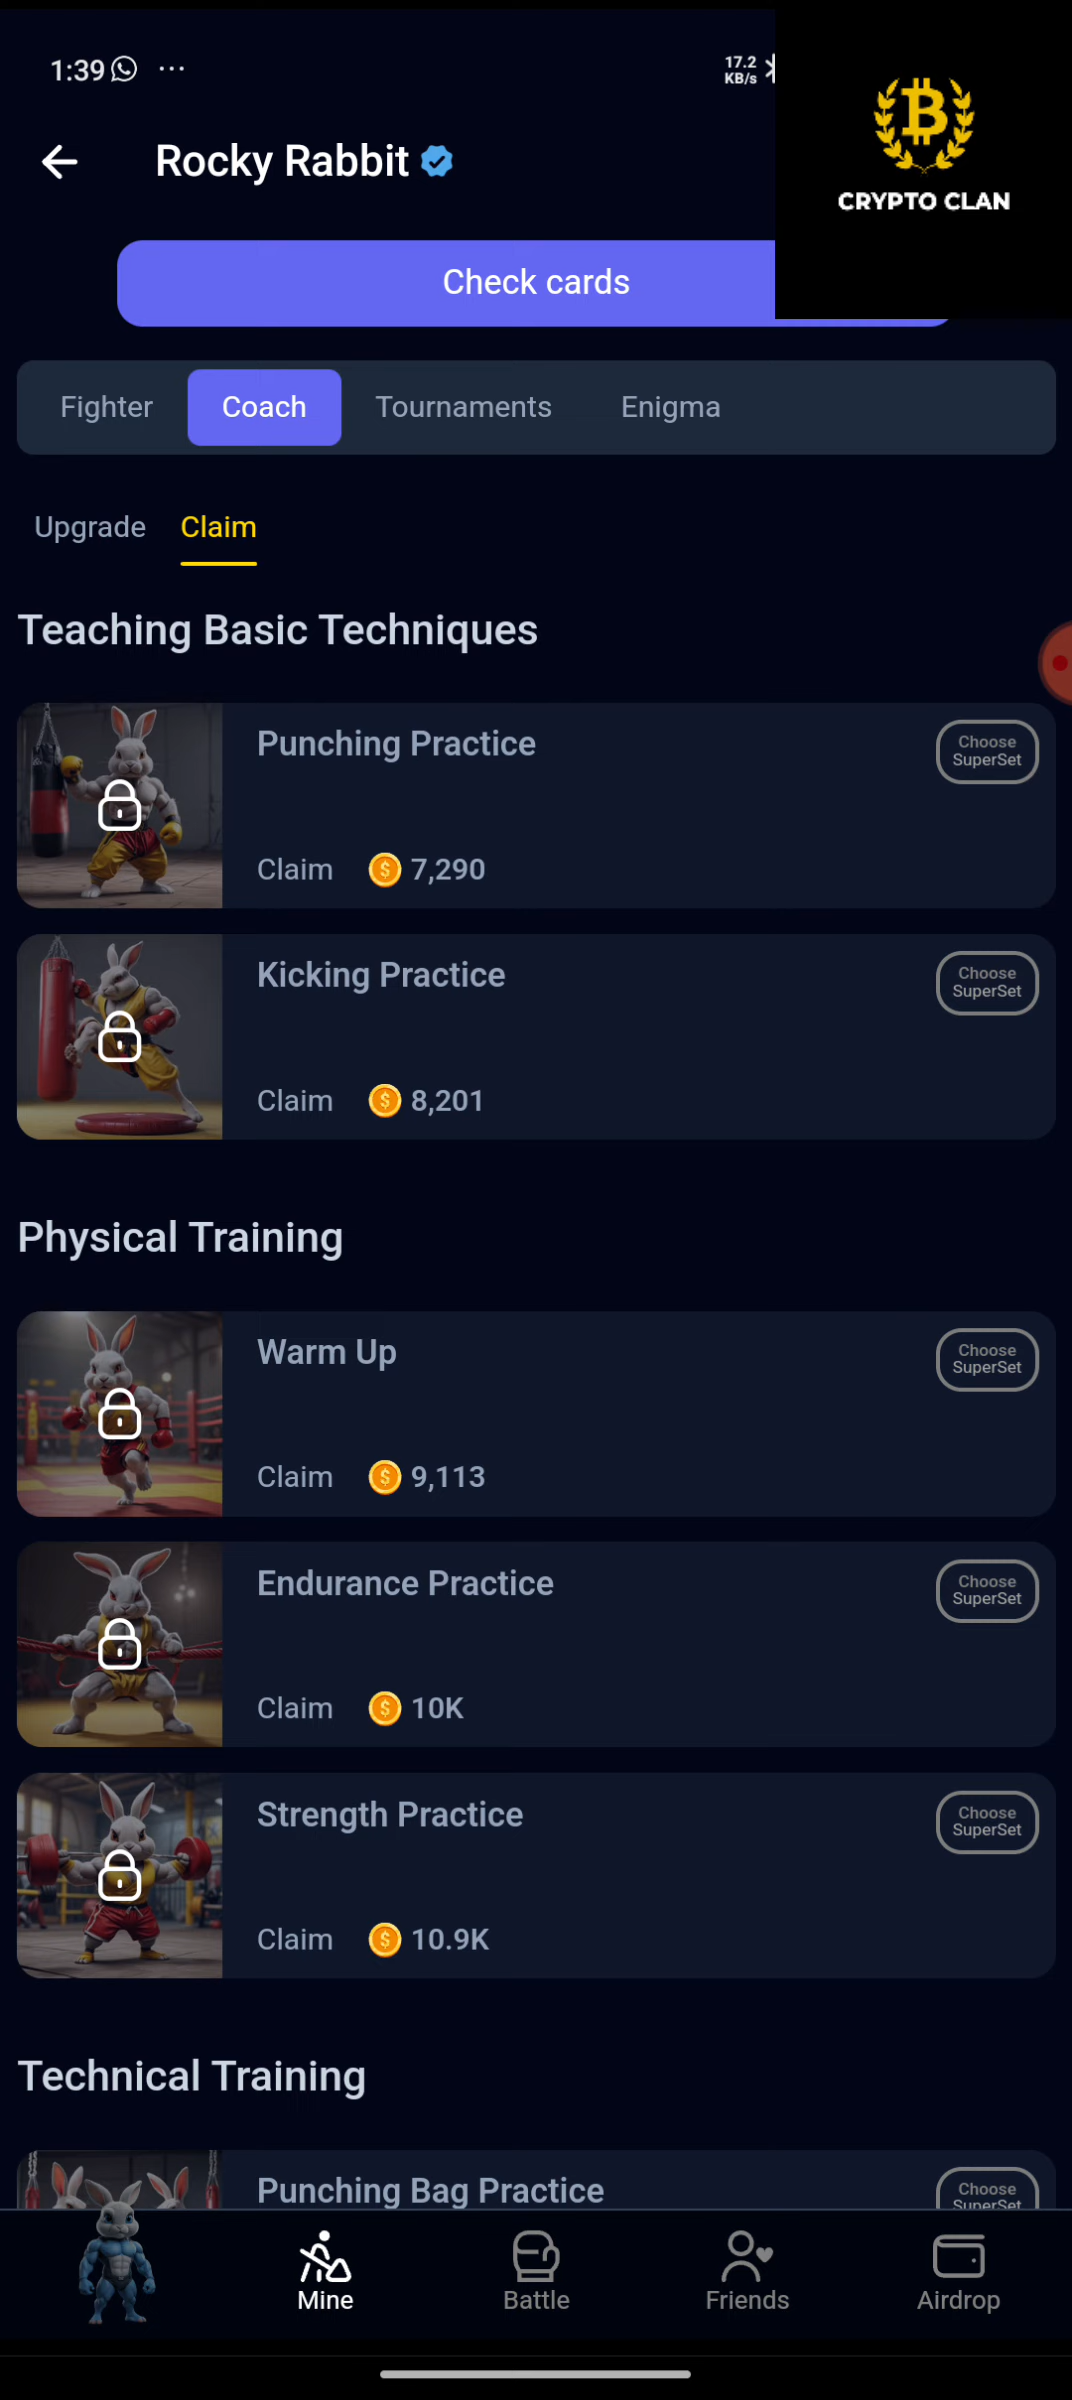 1:39 ... 17.2
KB/s
Rocky Rabbit
CRYPTO CLAN
Check cards
Fighter Coach Tournaments Enigma
Upgrade Claim
Teaching Basic Techniques
Punching Practice
Choose
SuperSet
Claim 7,290
Kicking Practice
Choose
SuperSet
Claim 8,201
Physical Training
Warm Up
Choose
SuperSet
Claim 9,113
Endurance Practice
Choose
SuperSet
Claim 10K
Strength Practice
Choose
SuperSet
Claim 10.9K
Technical Training
Punching Bag Practice
Choose
SuperSet
Mine Battle Friends Airdrop